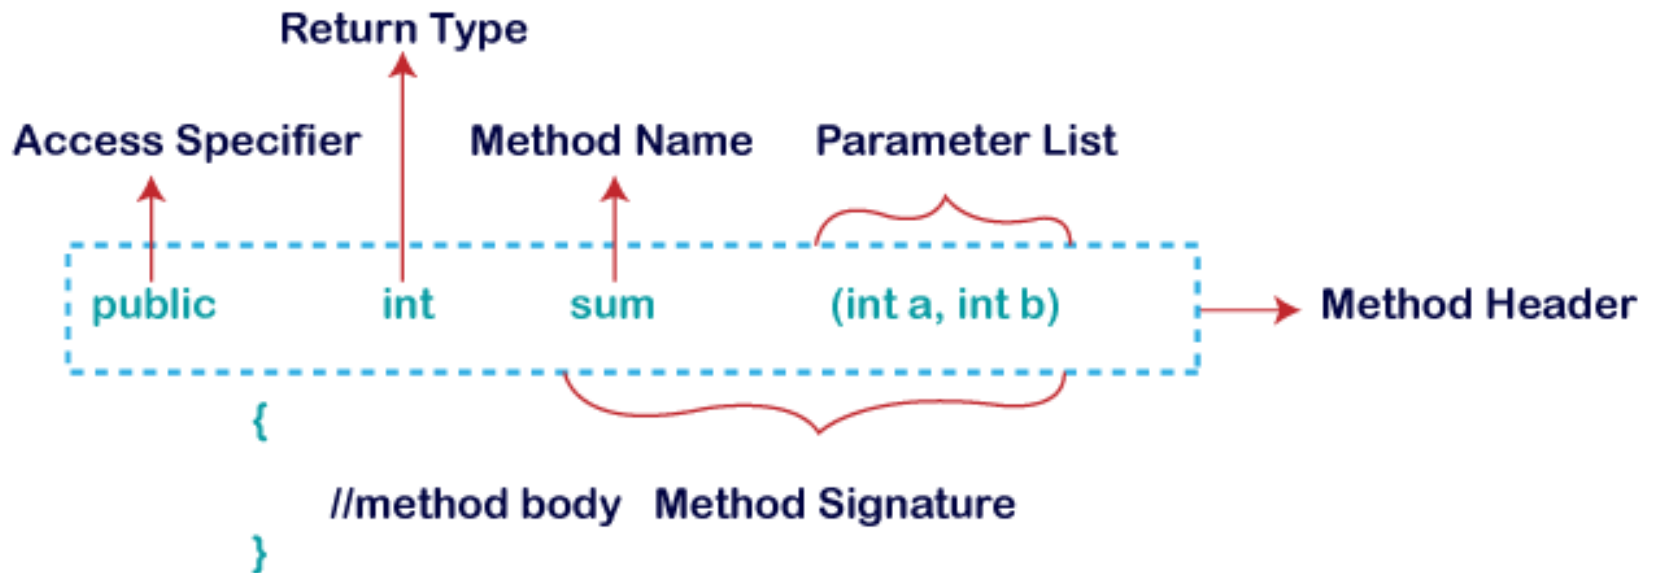 Return Type
Access Specifier Method Name Parameter List
public int sum (int a, int b) Method Header
{
//method body Method Signature
}